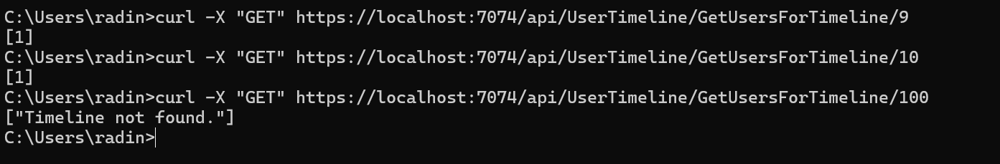 C:\Users\radin>curl -X "GET" https://localhost:7074/api/UserTimeline/GetUsersForTimeline/9
[1]
C:\Users\radin>curl -X "GET" https://localhost:7074/api/UserTimeline/GetUsersForTimeline/10
[1]
C:\Users\radin>curl -X "GET" https://localhost:7074/api/UserTimeline/GetUsersForTimeline/100
["Timeline not found."]
C:\Users\radin>